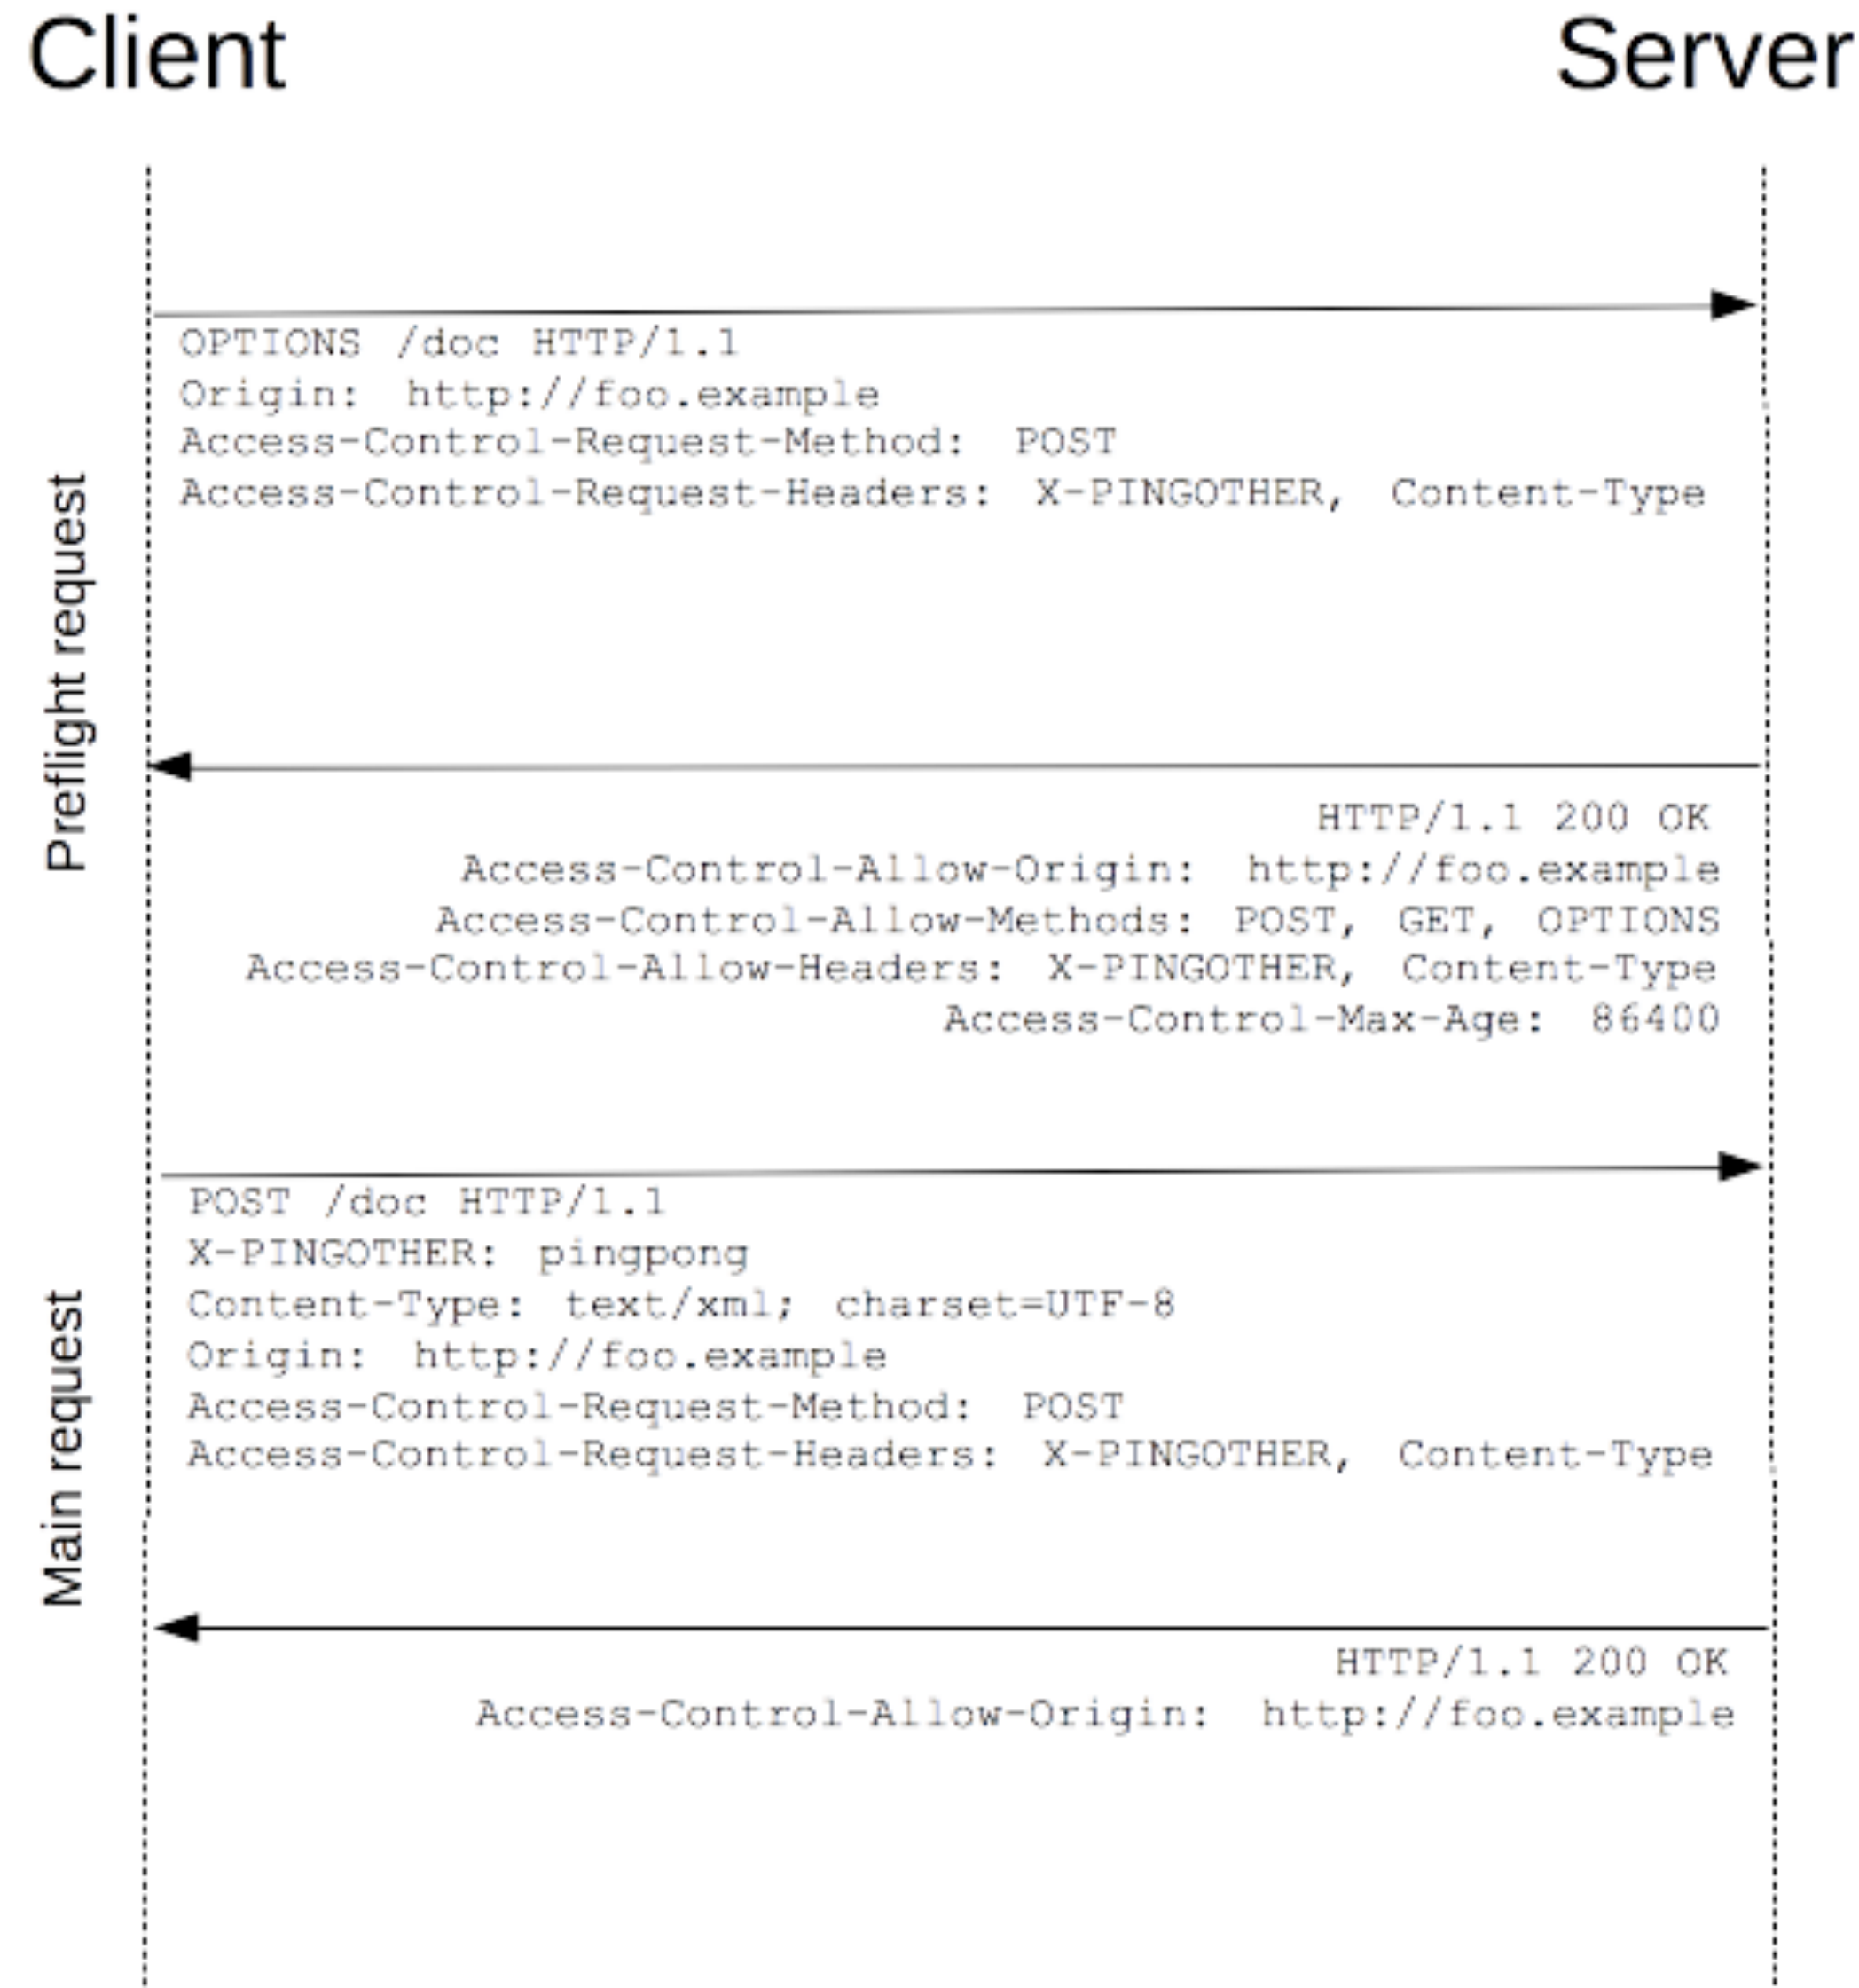 Client
Server
Preflight request
OPTIONS /doc HTTP/1.1
Origin: http://foo.example
Access-Control-Request-Method: POST
Access-Control-Request-Headers: X-PINGOTHER, Content-Type
HTTP/1.1 200 OK
Access-Control-Allow-Origin: http://foo.example
Access-Control-Allow-Methods: POST, GET, OPTIONS
Access-Control-Allow-Headers: X-PINGOTHER, Content-Type
Access-Control-Max-Age: 86400
Main request
POST /doc HTTP/1.1
X-PINGOTHER: pingpong
Content-Type: text/xml; charset=UTF-8
Origin: http://foo.example
Access-Control-Request-Method: POST
Access-Control-Request-Headers: X-PINGOTHER, Content-Type
HTTP/1.1 200 OK
Access-Control-Allow-Origin: http://foo.example